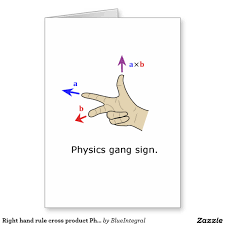 a×b
a
b
Physics gang sign.
Right hand rule cross product Ph... by BlueIntegral Zazzle